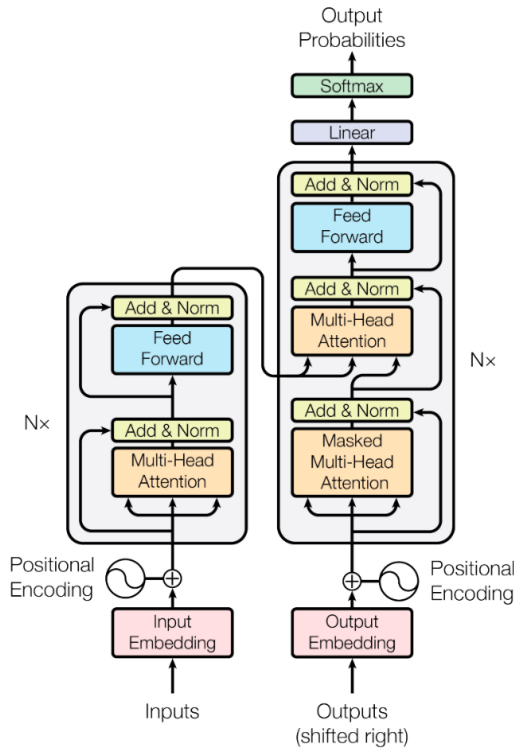 Output
Probabilities
Softmax
Linear
Add & Norm
Feed
Forward
Add & Norm
Multi-Head
Attention
Add & Norm
Masked
Multi-Head
Attention
N×
Add & Norm
Feed
Forward
Add & Norm
Multi-Head
Attention
N×
Positional
Encoding
Positional
Encoding
Input
Embedding
Output
Embedding
Inputs
Outputs
(shifted right)